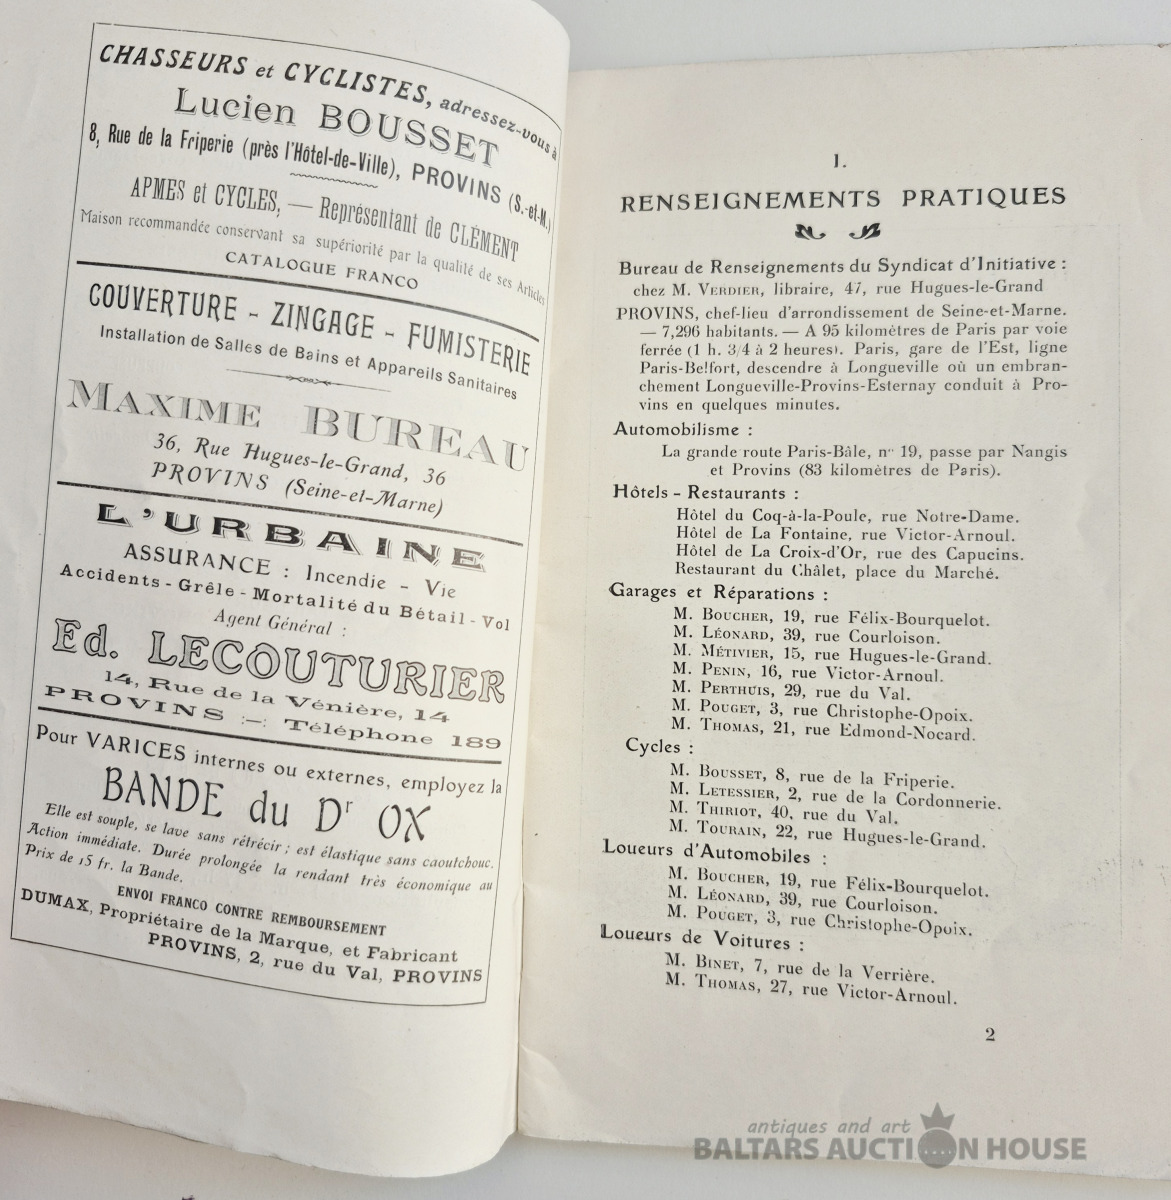 CHASSEURS et CYCLISTES, adressez-vous à
Lucien BOUSSET
8, Rue de la Friperie (près l'Hôtel-de-Ville), PROVINS (S.-et-M.)
APMES et CYCLES, — Représentant de CLÉMENT
Maison recommandée conservant sa supériorité par la qualité de ses Articles
CATALOGUE FRANCO
COUVERTURE - ZINGAGE - FUMISTERIE
Installation de Salles de Bains et Appareils Sanitaires
MAXIME BUREAU
36, Rue Hugues-le-Grand, 36
PROVINS (Seine-et-Marne)
L'URBAINE
ASSURANCE : Incendie - Vie
Accidents - Grêle - Mortalité du Bétail - Vol
Agent Général :
Ed. LECOUTURIER
14, Rue de la Vénière, 14
PROVINS :-: Téléphone 189
Pour VARICES internes ou externes, employez la
BANDE du Dr OX
Elle est souple, se lave sans rétrécir ; est élastique sans caoutchouc.
Action immédiate. Durée prolongée la rendant très économique au
Prix de 15 fr. la Bande.
ENVOI FRANCO CONTRE REMBOURSEMENT
DUMAX, Propriétaire de la Marque, et Fabricant
PROVINS, 2, rue du Val, PROVINS
I.
RENSEIGNEMENTS PRATIQUES
Bureau de Renseignements du Syndicat d'Initiative :
chez M. VERDIER, libraire, 47, rue Hugues-le-Grand
PROVINS, chef-lieu d'arrondissement de Seine-et-Marne.
— 7,296 habitants. — A 95 kilomètres de Paris par voie
ferrée (1 h. 3/4 à 2 heures). Paris, gare de l'Est, ligne
Paris-Belfort, descendre à Longueville où un embran-
chement Longueville-Provins-Esternay conduit à Pro-
vins en quelques minutes.
Automobilisme :
La grande route Paris-Bâle, no 19, passe par Nangis
et Provins (83 kilomètres de Paris).
Hôtels - Restaurants :
Hôtel du Coq-à-la-Poule, rue Notre-Dame.
Hôtel de La Fontaine, rue Victor-Arnoul.
Hôtel de La Croix-d'Or, rue des Capucins.
Restaurant du Châlet, place du Marché.
Garages et Réparations :
M. BOUCHER, 19, rue Félix-Bourquelot.
M. LÉONARD, 39, rue Courloison.
M. MÉTIVIER, 15, rue Hugues-le-Grand.
M. PENIN, 16, rue Victor-Arnoul.
M. PERTHUIS, 29, rue du Val.
M. POUGET, 3, rue Christophe-Opoix.
M. THOMAS, 21, rue Edmond-Nocard.
Cycles :
M. BOUSSET, 8, rue de la Friperie.
M. LETESSIER, 2, rue de la Cordonnerie.
M. THIRIOT, 40, rue du Val.
M. TOURAIN, 22, rue Hugues-le-Grand.
Loueurs d'Automobiles :
M. BOUCHER, 19, rue Félix-Bourquelot.
M. LÉONARD, 39, rue Courloison.
M. POUGET, 3, rue Christophe-Opoix.
Loueurs de Voitures :
M. BINET, 7, rue de la Verrière.
M. THOMAS, 27, rue Victor-Arnoul.
2
antiques and art
BALTARS AUCTION HOUSE